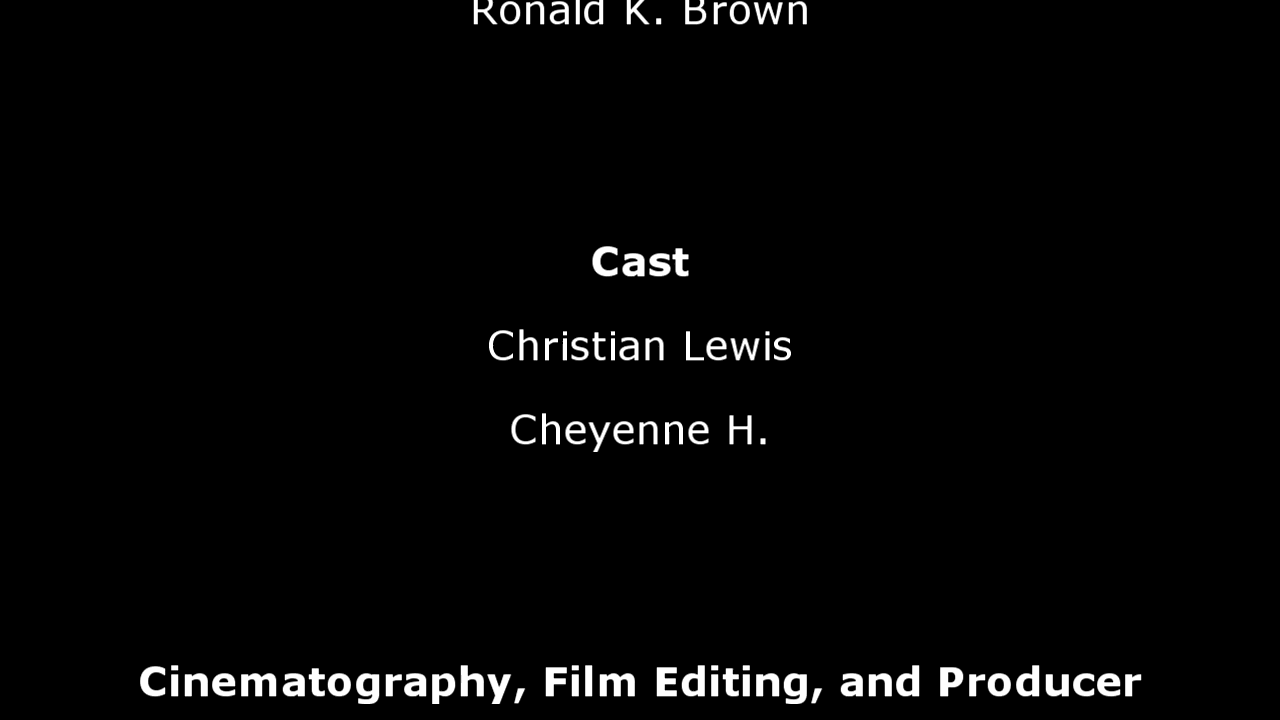 Ronald K. Brown
Cast
Christian Lewis
Cheyenne H.
Cinematography, Film Editing, and Producer